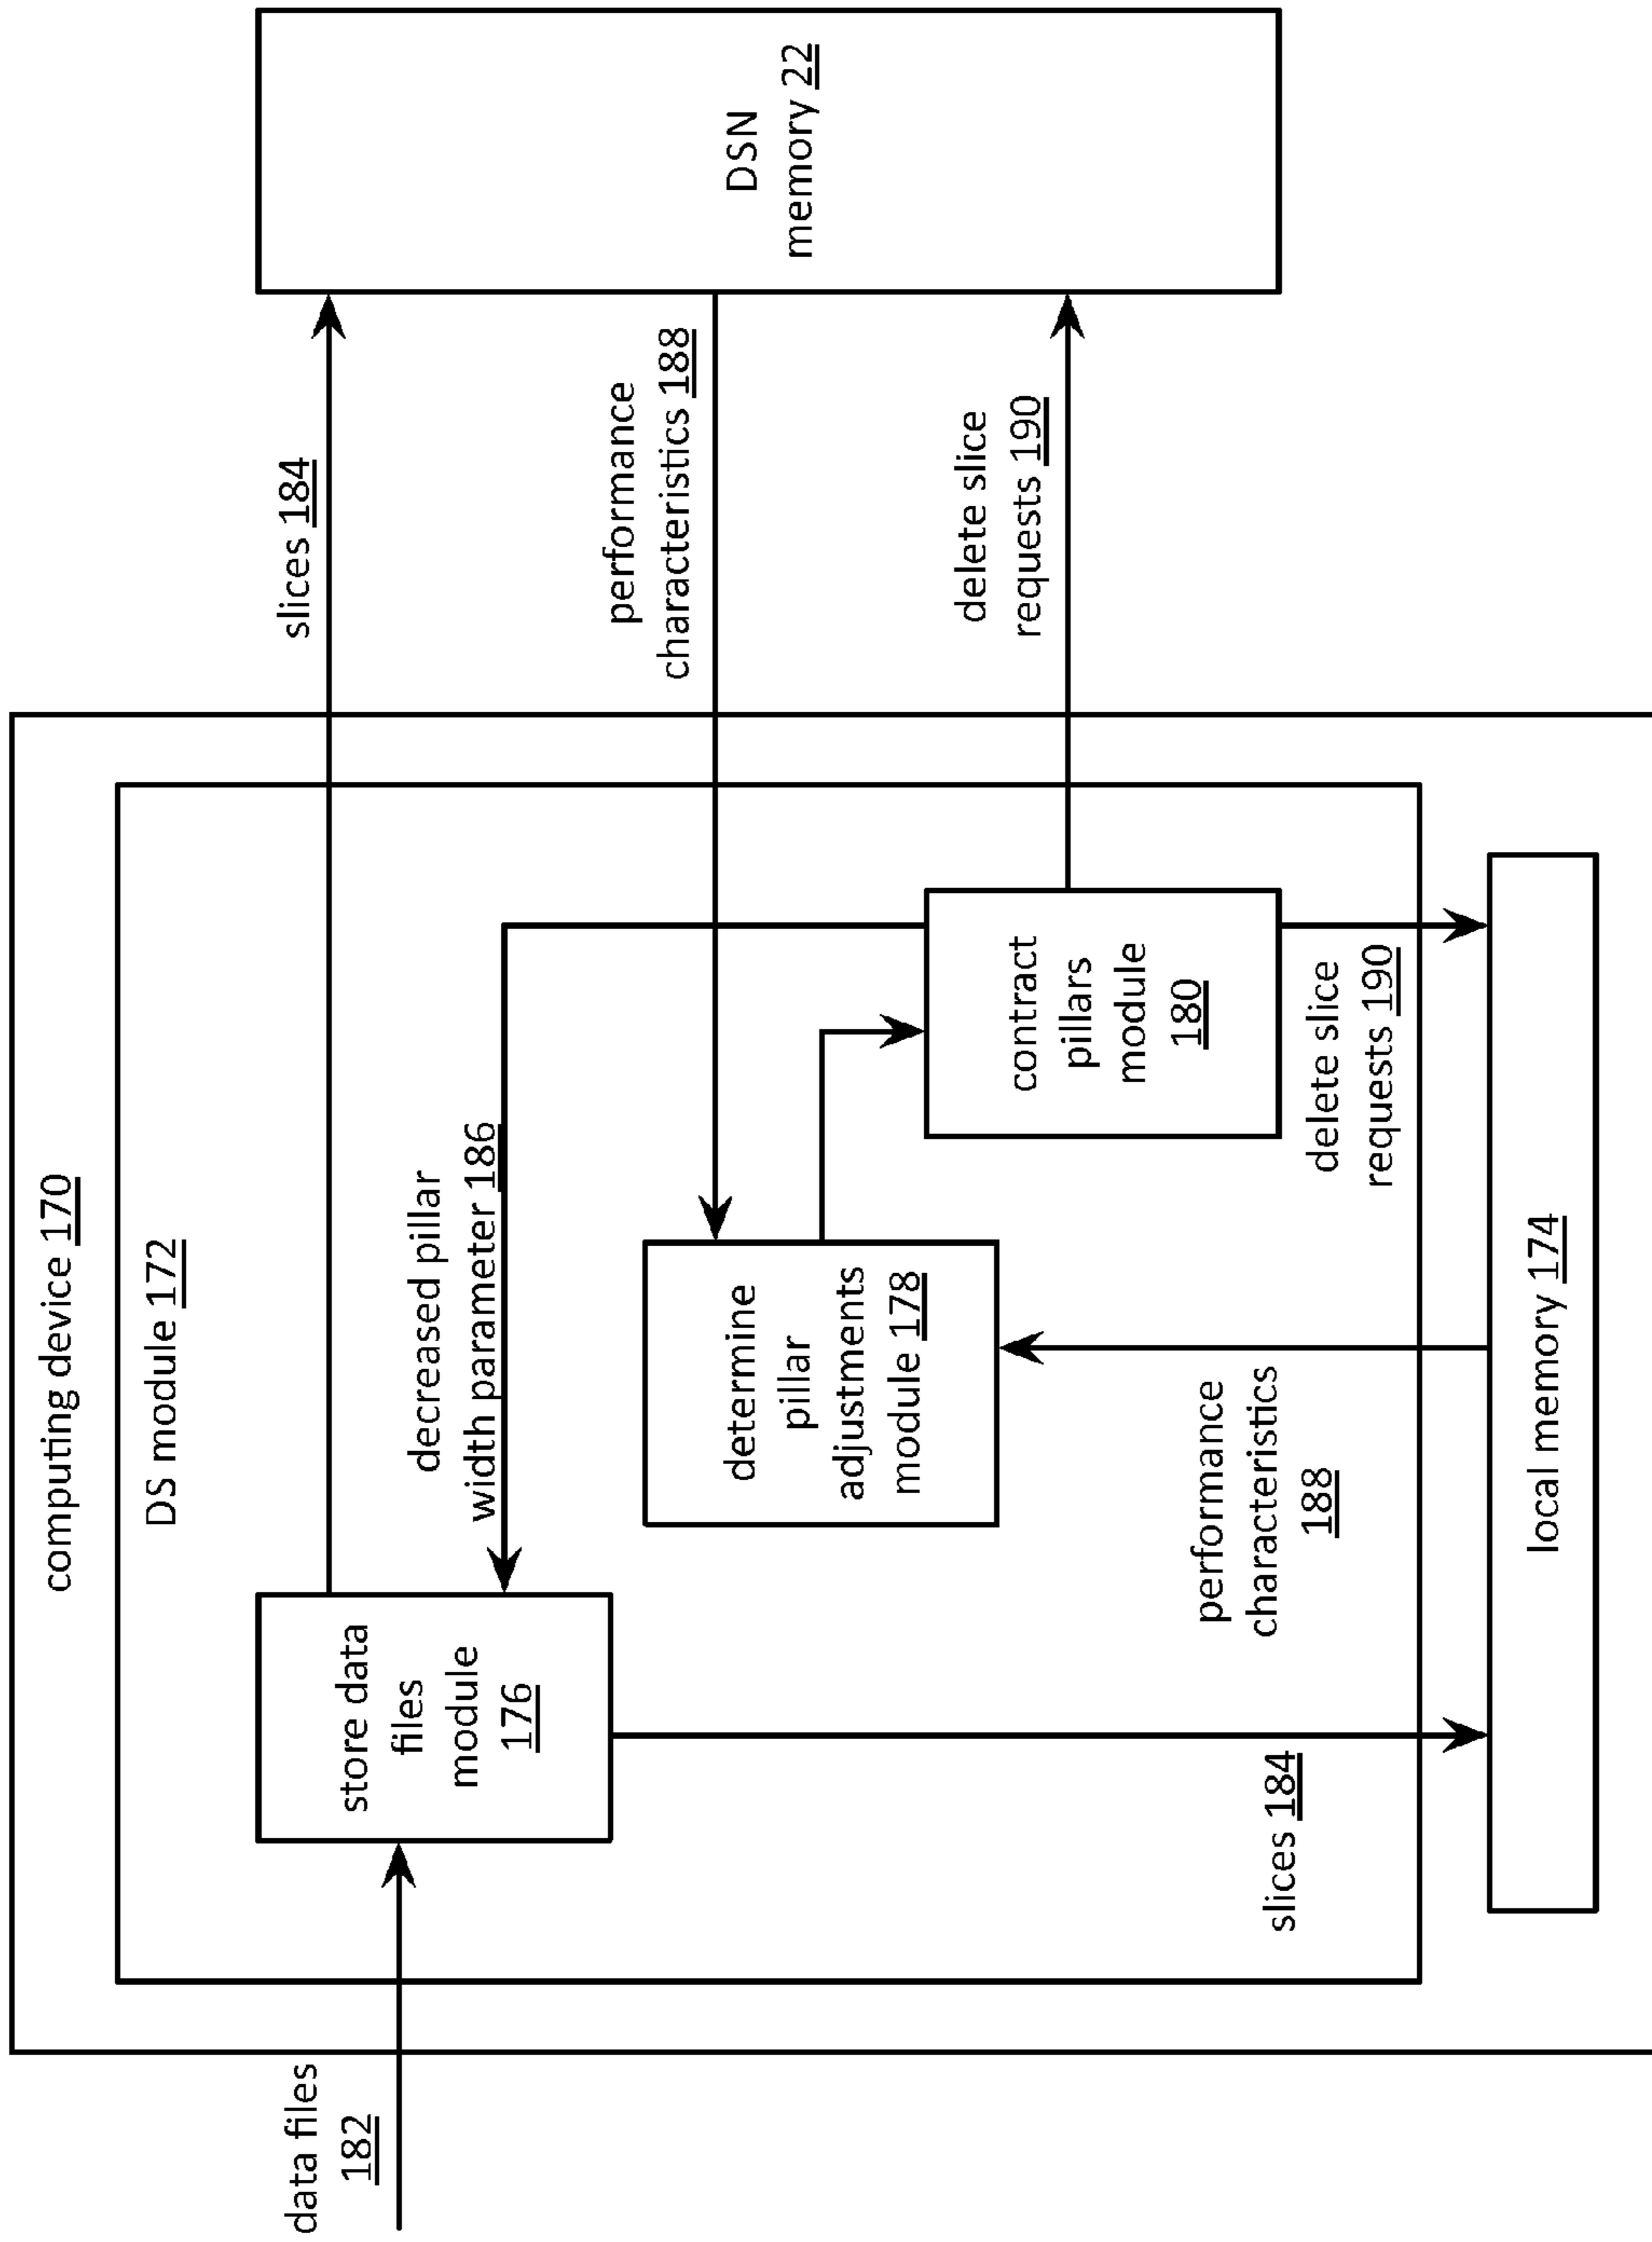 computing device 170
DS module 172
data files
182
store data
files
module
176
slices 184
decreased pillar
width parameter 186
performance
characteristics 188
determine
pillar
adjustments
module 178
contract
pillars
module
180
delete slice
requests 190
DSN
memory 22
slices 184
performance
characteristics
188
delete slice
requests 190
local memory 174